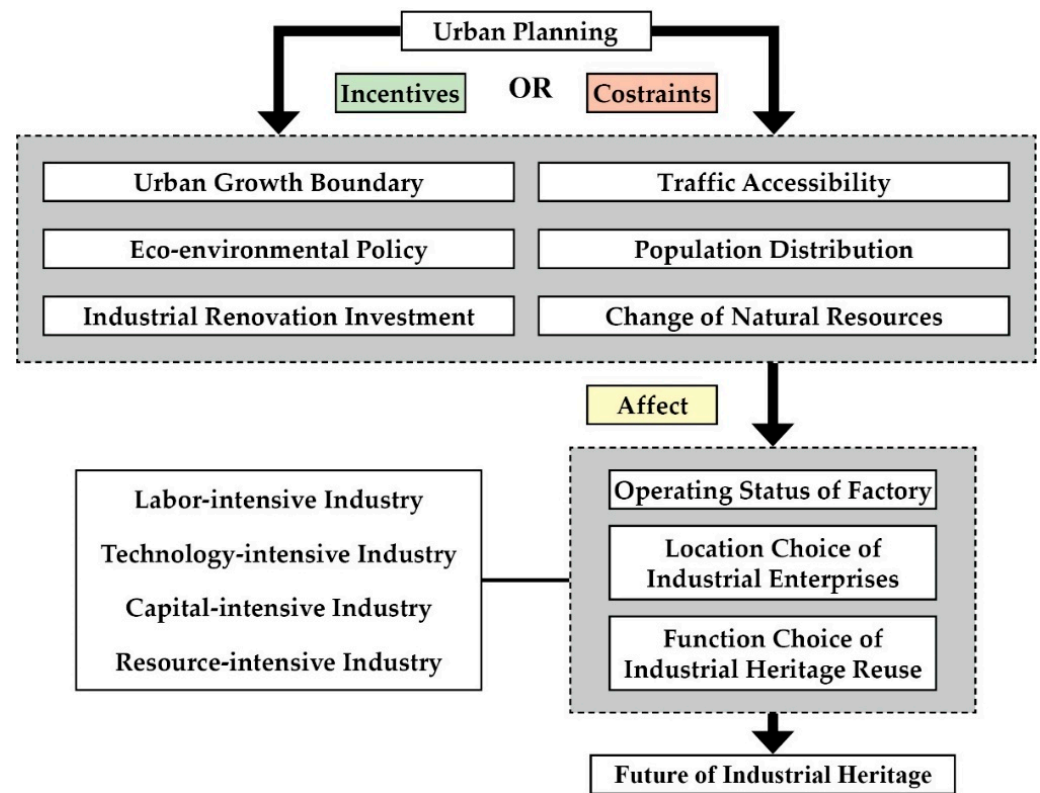 Urban Planning
Incentives
OR
Costraints
Urban Growth Boundary
Traffic Accessibility
Eco-environmental Policy
Population Distribution
Industrial Renovation Investment
Change of Natural Resources
Affect
Labor-intensive Industry
Technology-intensive Industry
Capital-intensive Industry
Resource-intensive Industry
Operating Status of Factory
Location Choice of
Industrial Enterprises
Function Choice of
Industrial Heritage Reuse
Future of Industrial Heritage